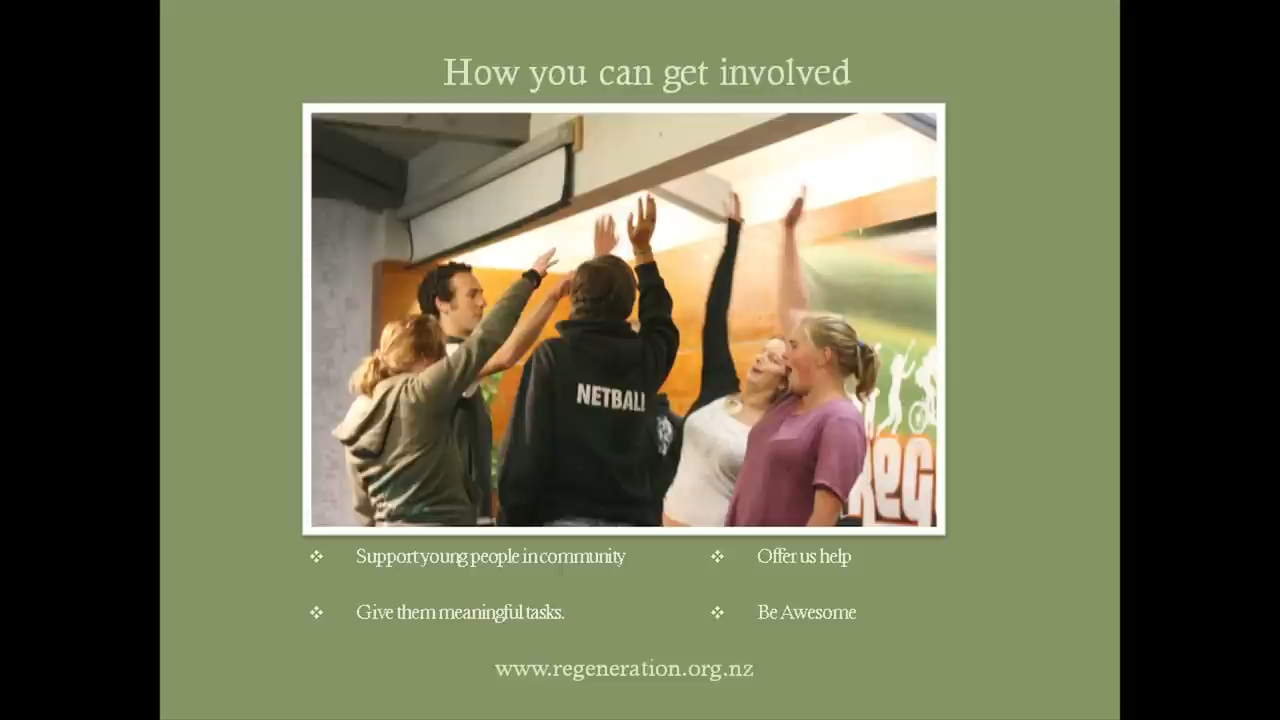 How you can get involved
NETBALL
REG
❖ Support young people in community
❖ Give them meaningful tasks.
❖ Offer us help
❖ Be Awesome
www.regeneration.org.nz